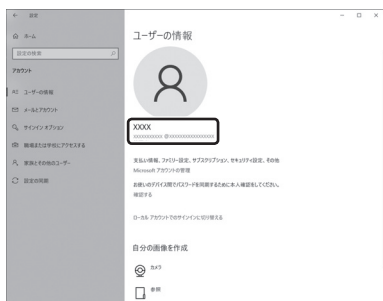 ← 設定
ホーム
設定の検索
アカウント
ユーザーの情報
メールとアカウント
サインイン オプション
職場または学校にアクセスする
家族とその他のユーザー
設定の同期
ユーザーの情報
XXXX
xxxxxxxxxxx @xxxxxxxxxxxxxxxxx
支払い情報、ファミリー設定、サブスクリプション、セキュリティ設定、その他
Microsoft アカウントの管理
お使いのデバイス間でパスワードを同期するために本人確認をしてください。
確認する
ローカル アカウントでのサインインに切り替える
自分の画像を作成
カメラ
参照